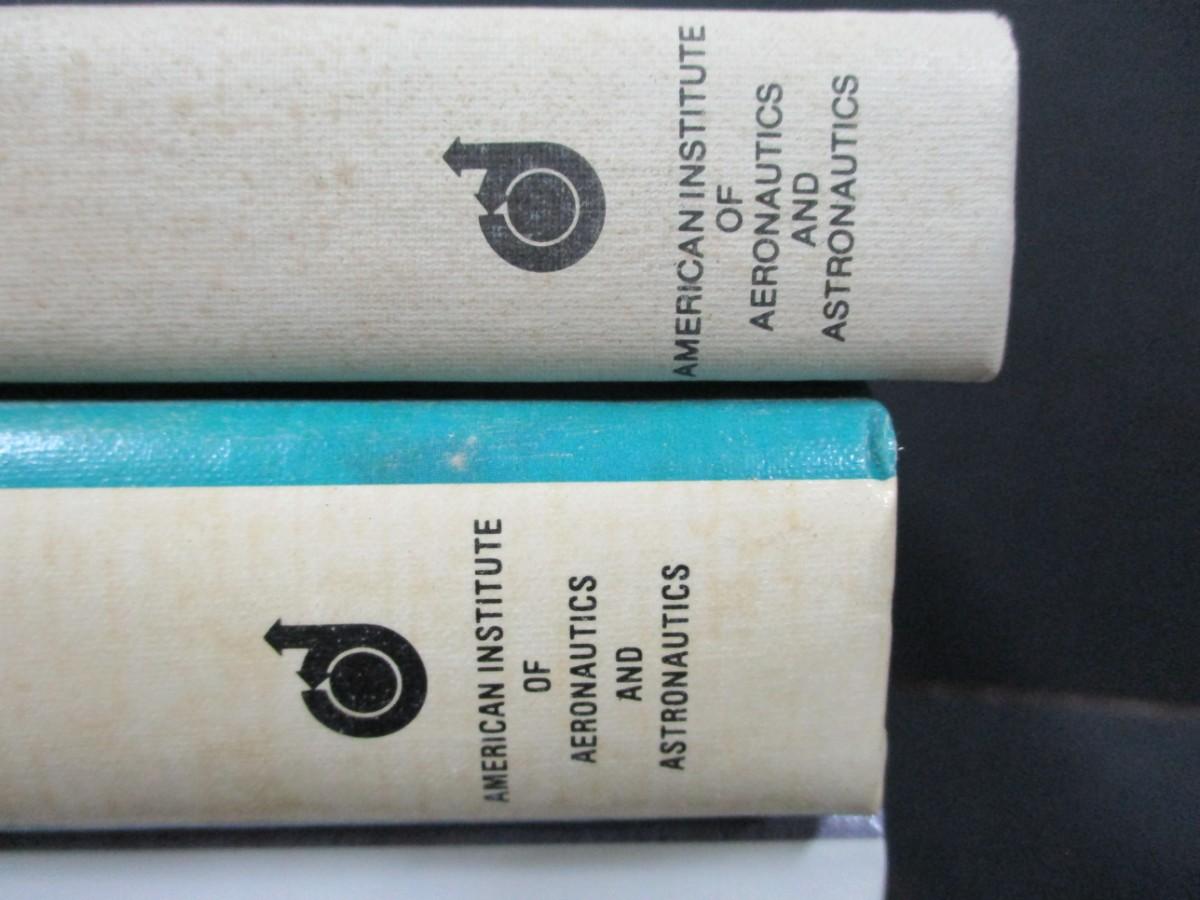 AMERICAN INSTITUTE
OF
AERONAUTICS
AND
ASTRONAUTICS
AMERICAN INSTITUTE
OF
AERONAUTICS
AND
ASTRONAUTICS